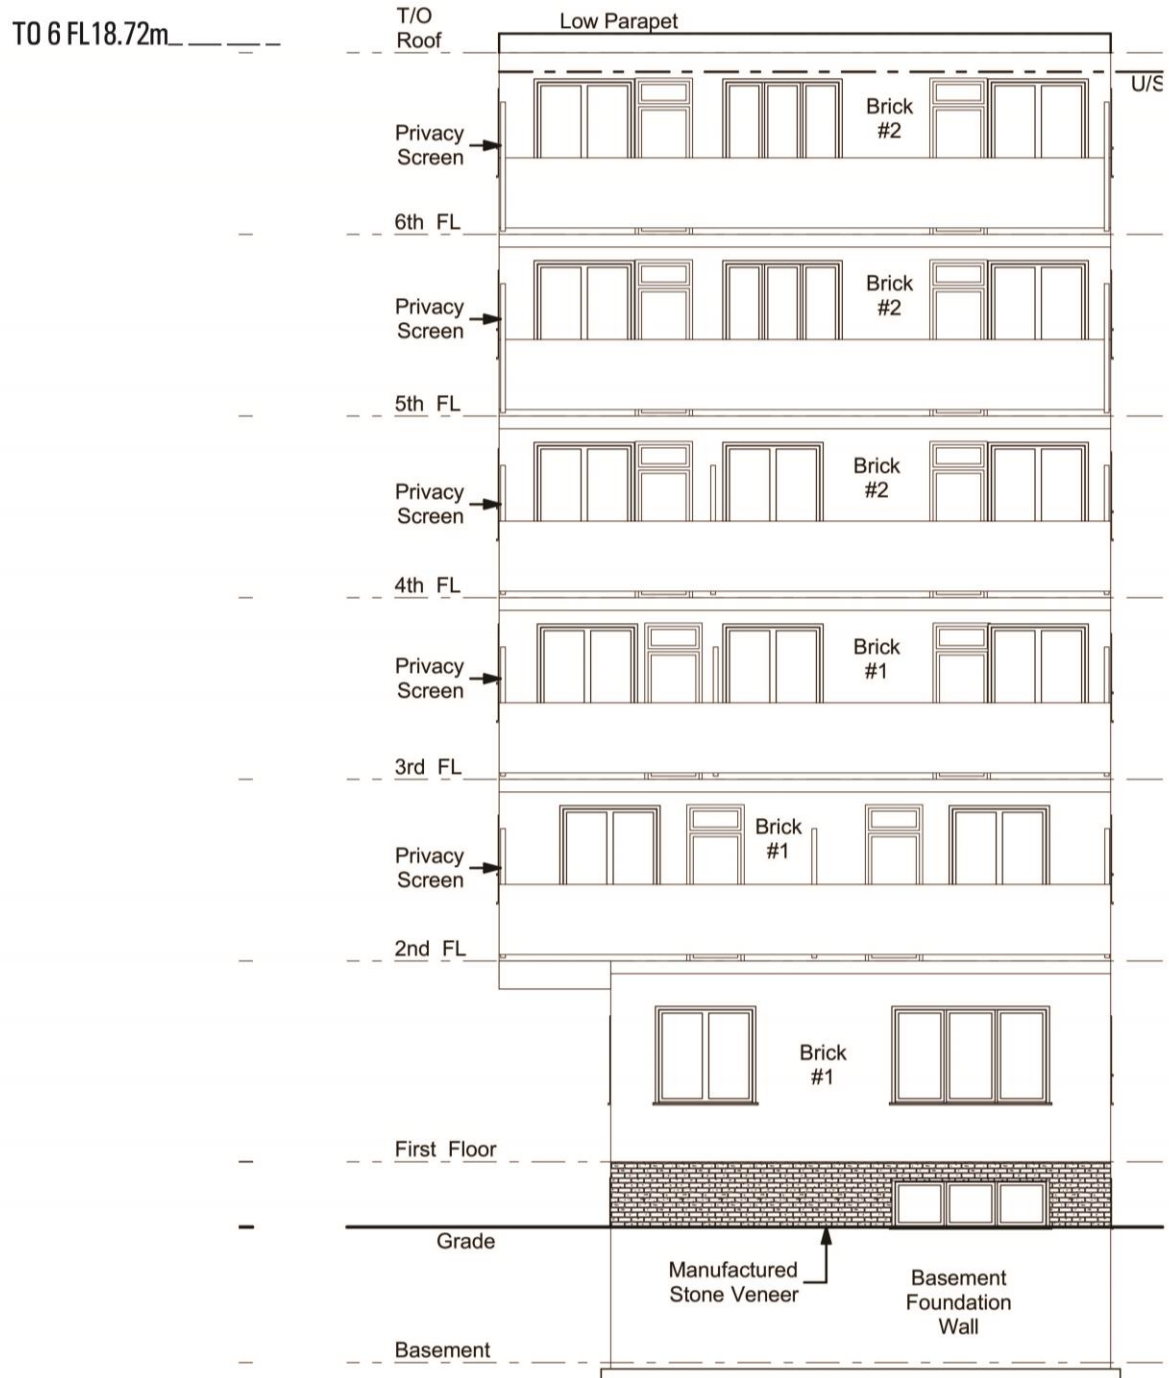 TO 6 FL18.72m
T/O
Roof
Low Parapet
U/S
Brick
#2
Privacy
Screen
6th FL
Brick
#2
Privacy
Screen
5th FL
Brick
#2
Privacy
Screen
4th FL
Brick
#1
Privacy
Screen
3rd FL
Brick
#1
Privacy
Screen
2nd FL
Brick
#1
First Floor
Grade
Manufactured
Stone Veneer
Basement
Foundation
Wall
Basement